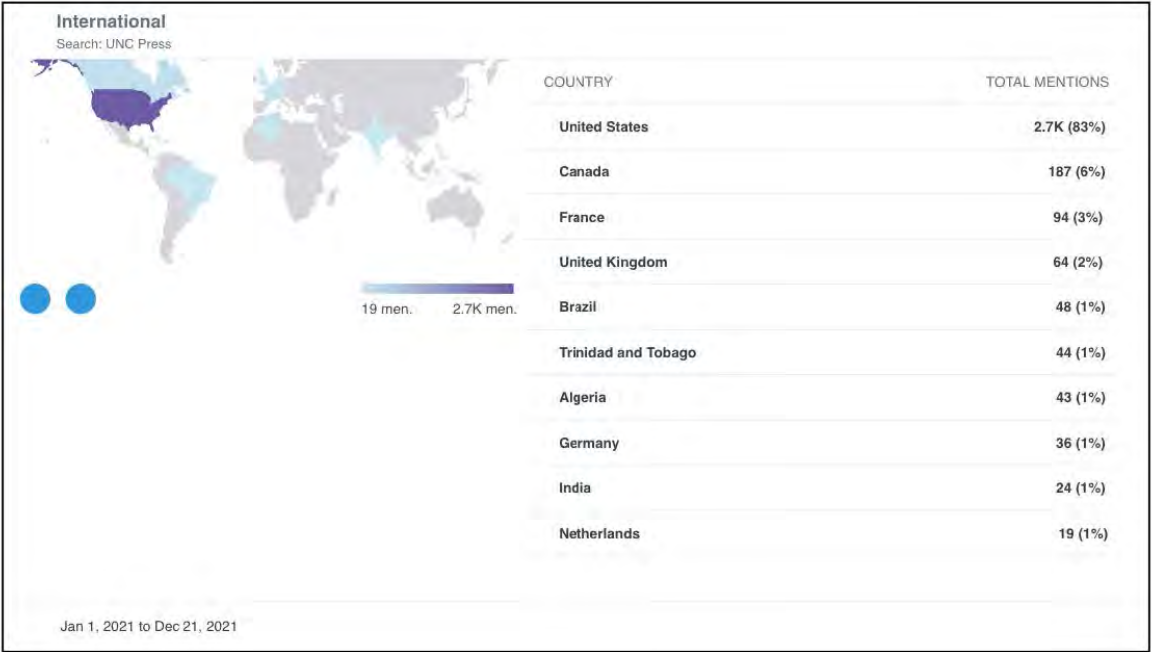 International
Search: UNC Press
COUNTRY TOTAL MENTIONS
United States 2.7K (83%)
Canada 187 (6%)
France 94 (3%)
United Kingdom 64 (2%)
Brazil 48 (1%)
Trinidad and Tobago 44 (1%)
Algeria 43 (1%)
Germany 36 (1%)
India 24 (1%)
Netherlands 19 (1%)
19 men. 2.7K men.
Jan 1, 2021 to Dec 21, 2021